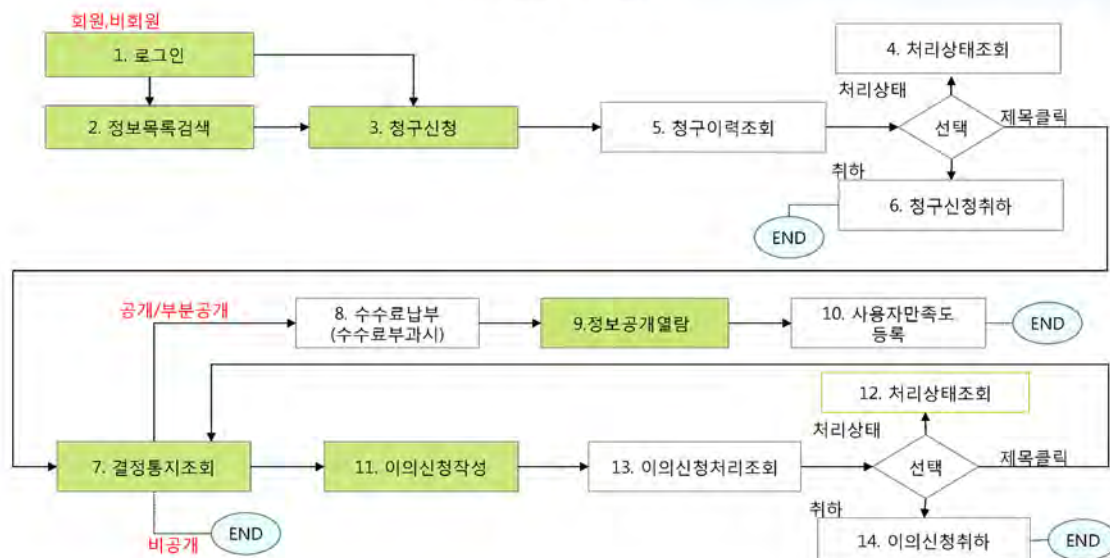 회원,비회원
1. 로그인
4. 처리상태조회
처리상태
2. 정보목록검색
3. 청구신청
5. 청구이력조회
선택
제목클릭
취하
6. 청구신청취하
END
공개/부분공개
8. 수수료납부
(수수료부과시)
9.정보공개열람
10. 사용자만족도
등록
END
12. 처리상태조회
처리상태
7. 결정통지조회
11. 이의신청작성
13. 이의신청처리조회
선택
제목클릭
취하
비공개
END
14. 이의신청취하
END